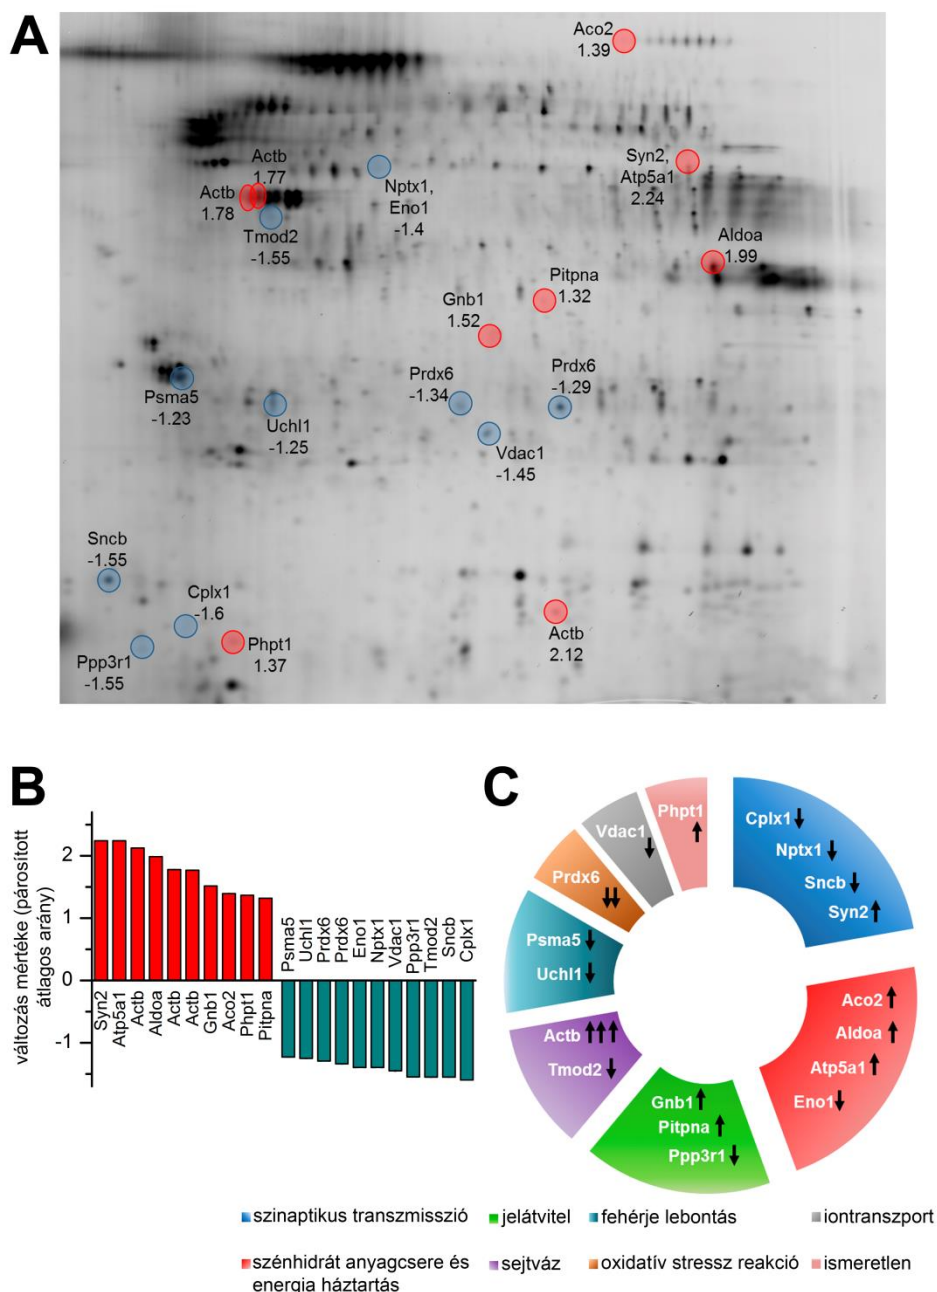 A
Aco2
1.39
Actb
1.77
Actb
1.78
Tmod2
-1.55
Nptx1,
Eno1
-1.4
Syn2,
Atp5a1
2.24
Aldoa
1.99
Pitpna
1.32
Gnb1
1.52
Psma5
-1.23
Uchl1
-1.25
Prdx6
-1.34
Prdx6
-1.29
Vdac1
-1.45
Sncb
-1.55
Cplx1
-1.6
Ppp3r1
-1.55
Phpt1
1.37
Actb
2.12
B
változás mértéke (párosított
átlagos arány)
2
1
0
-1
Syn2
Atp5a1
Actb
Aldoa
Actb
Actb
Gnb1
Aco2
Phpt1
Pitpna
Psma5
Uchl1
Prdx6
Prdx6
Eno1
Nptx1
Vdac1
Ppp3r1
Tmod2
Sncb
Cplx1
C
Cplx1 ↓
Nptx1 ↓
Sncb ↓
Syn2 ↑
Aco2 ↑
Aldoa ↑
Atp5a1 ↑
Eno1 ↓
Gnb1 ↑
Pitpna ↑
Ppp3r1 ↓
Actb ↑↑↑
Tmod2 ↓
Psma5 ↓
Uchl1 ↓
Prdx6
↓↓
Vdac1
↓
Phpt1
↑
szinaptikus transzmisszió
jelátvitel
fehérje lebontás
iontranszport
szénhidrát anyagcsere és
energia háztartás
sejtváz
oxidatív stressz reakció
ismeretlen